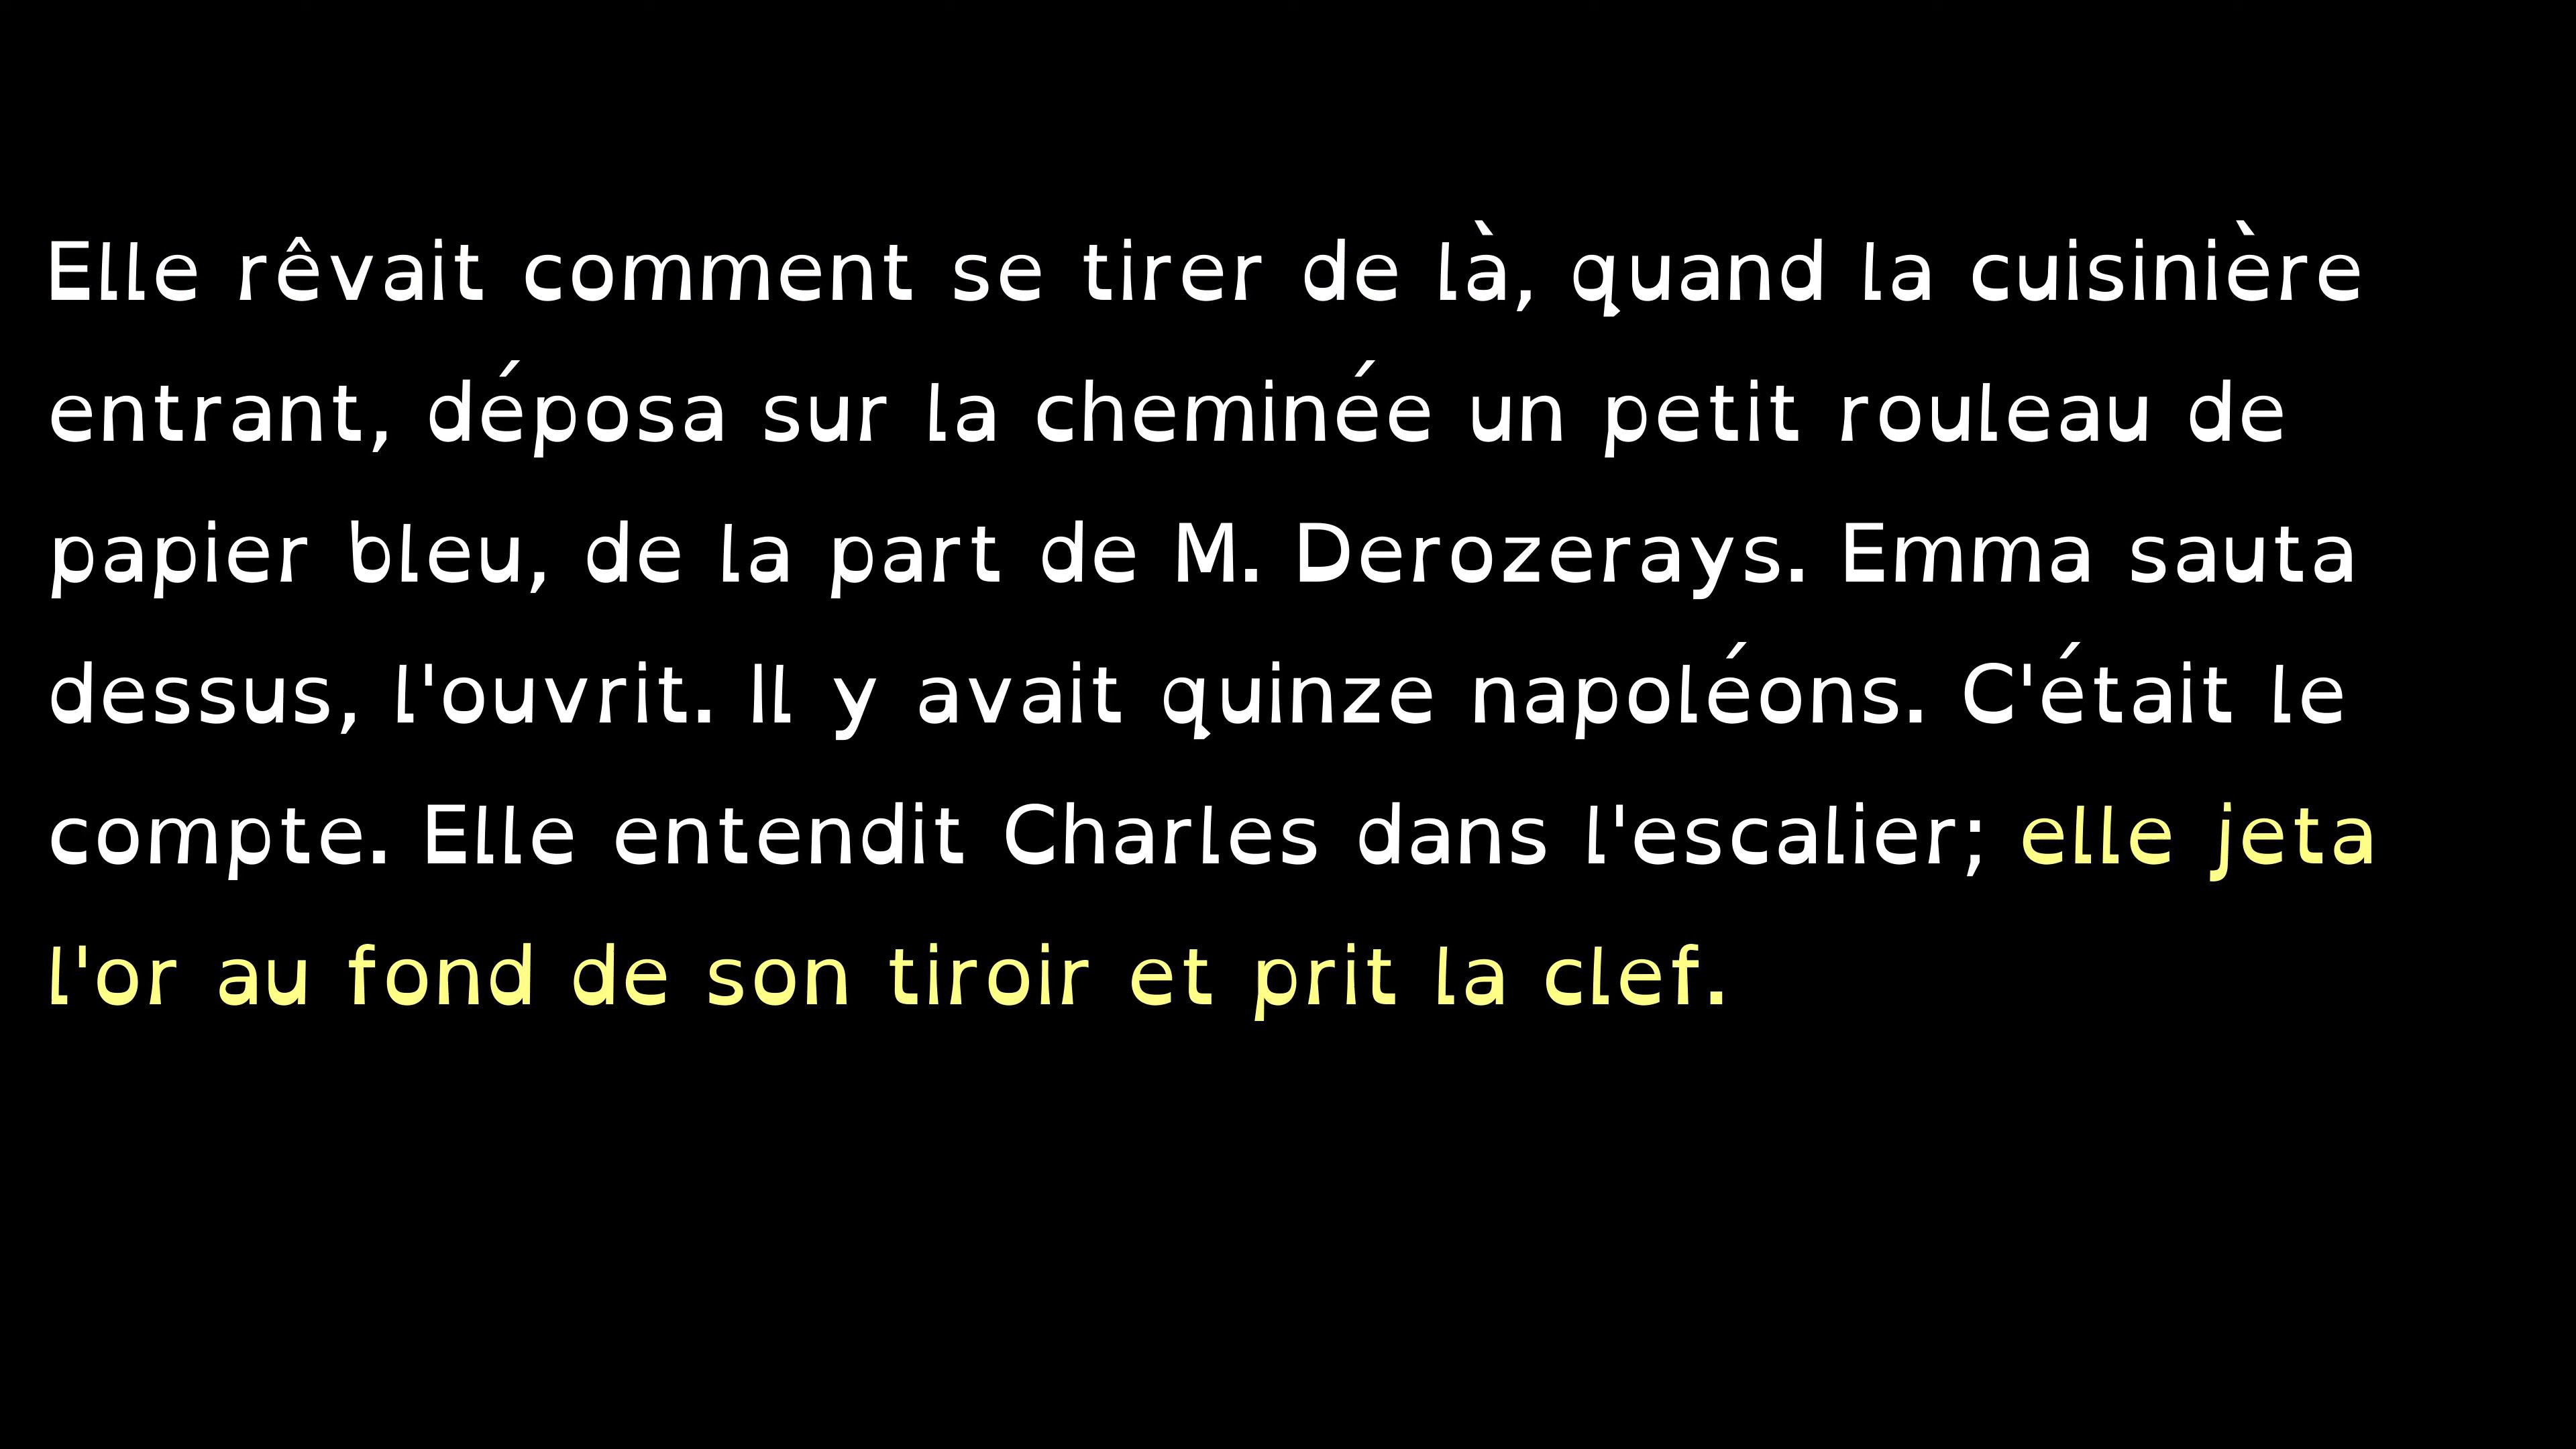 Elle rêvait comment se tirer de là, quand la cuisinière
entrant, déposa sur la cheminée un petit rouleau de
papier bleu, de la part de M. Derozerays. Emma sauta
dessus, l'ouvrit. Il y avait quinze napoléons. C'était le
compte. Elle entendit Charles dans l'escalier; elle jeta
l'or au fond de son tiroir et prit la clef.